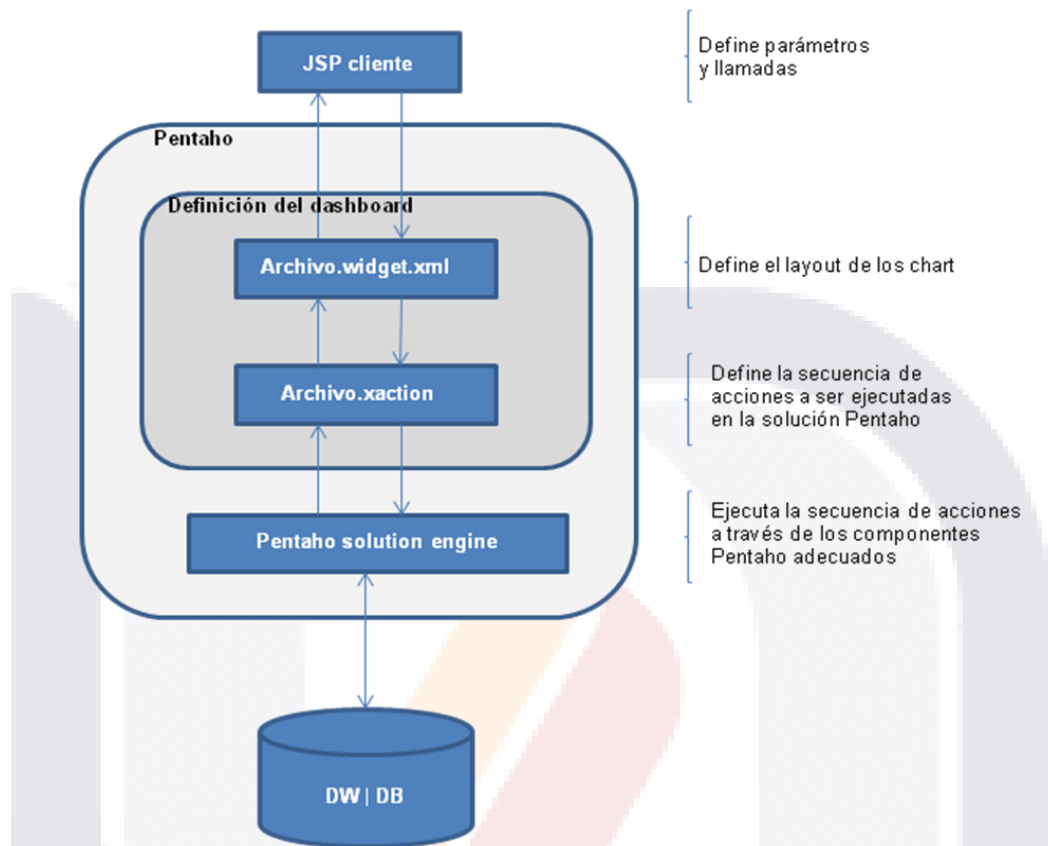 JSP cliente
Define parámetros
y llamadas
Pentaho
Definición del dashboard
Archivo.widget.xml
Define el layout de los chart
Archivo.xaction
Define la secuencia de
acciones a ser ejecutadas
en la solución Pentaho
Pentaho solution engine
Ejecuta la secuencia de acciones
a través de los componentes
Pentaho adecuados
DW | DB